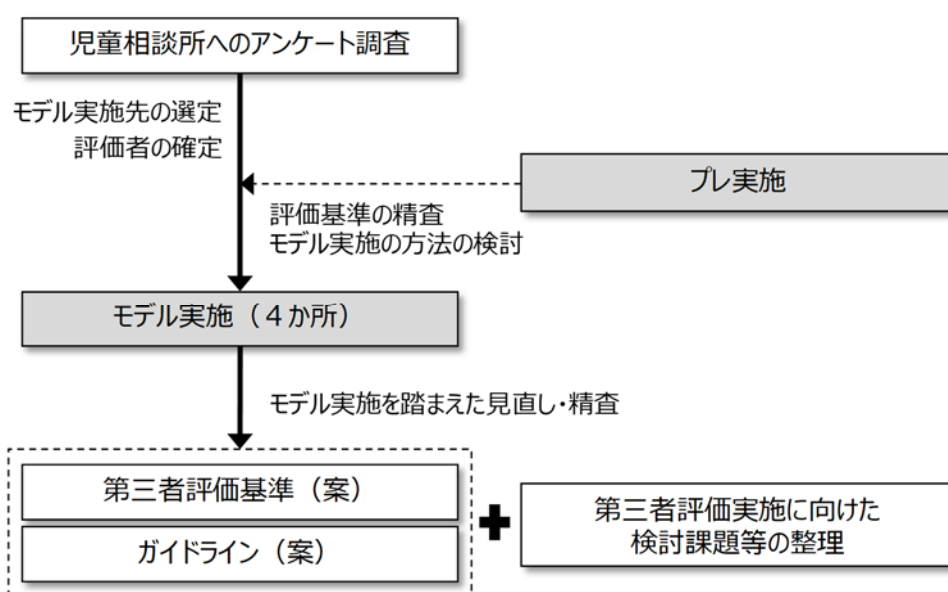 児童相談所へのアンケート調査
モデル実施先の選定
評価者の確定
プレ実施
評価基準の精査
モデル実施の方法の検討
モデル実施（４か所）
モデル実施を踏まえた見直し・精査
第三者評価基準（案）
ガイドライン（案）
第三者評価実施に向けた
検討課題等の整理